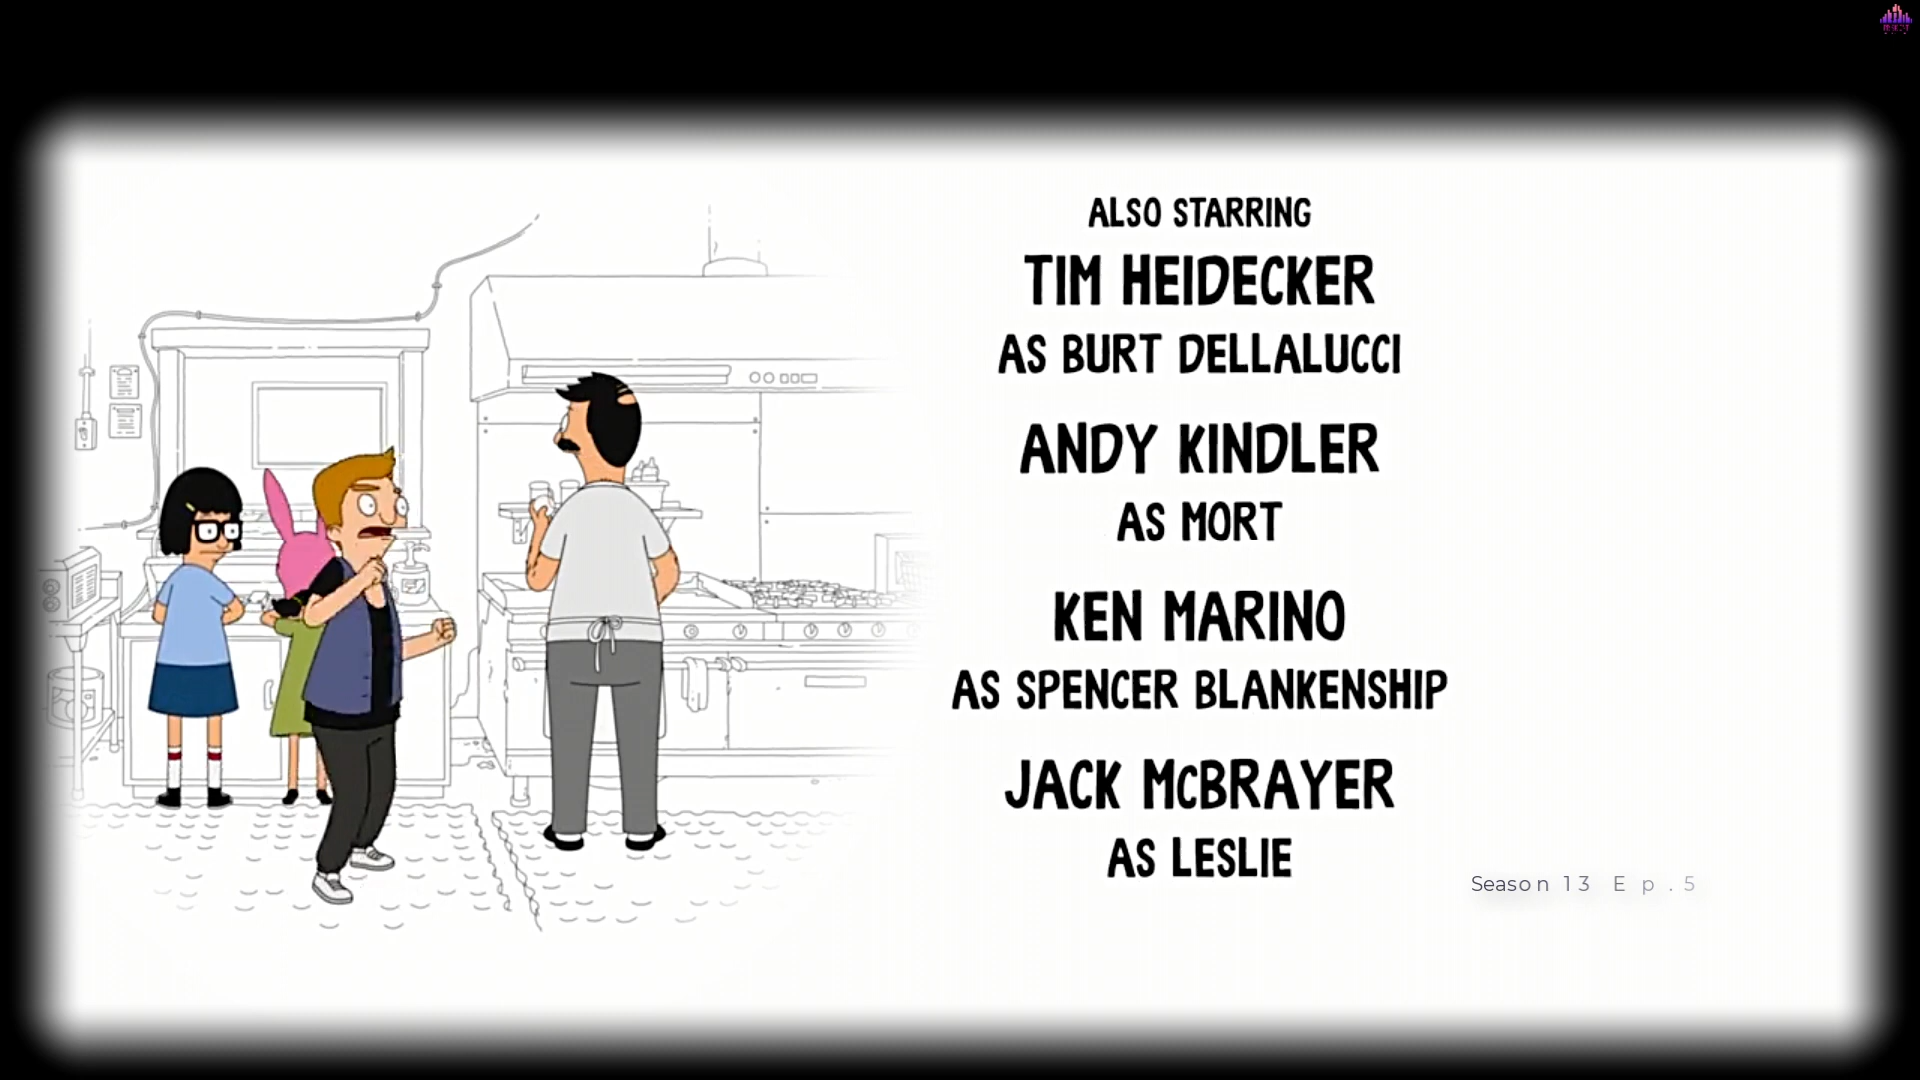 ALSO STARRING
TIM HEIDECKER
AS BURT DELLALUCCI
ANDY KINDLER
AS MORT
KEN MARINO
AS SPENCER BLANKENSHIP
JACK McBRAYER
AS LESLIE
Season 13 Ep.5